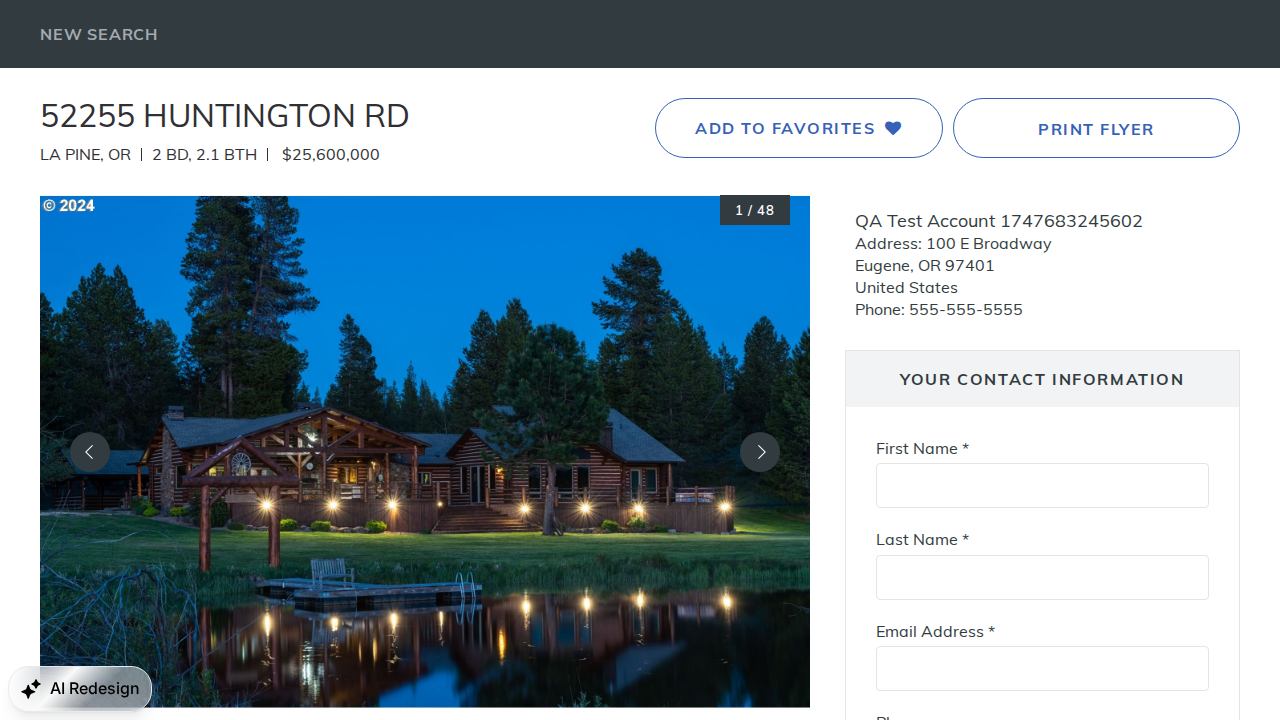 NEW SEARCH
52255 HUNTINGTON RD
LA PINE, OR | 2 BD, 2.1 BTH | $25,600,000
ADD TO FAVORITES
PRINT FLYER
© 2024
1 / 48
QA Test Account 1747683245602
Address: 100 E Broadway
Eugene, OR 97401
United States
Phone: 555-555-5555
YOUR CONTACT INFORMATION
First Name *
Last Name *
Email Address *
AI Redesign